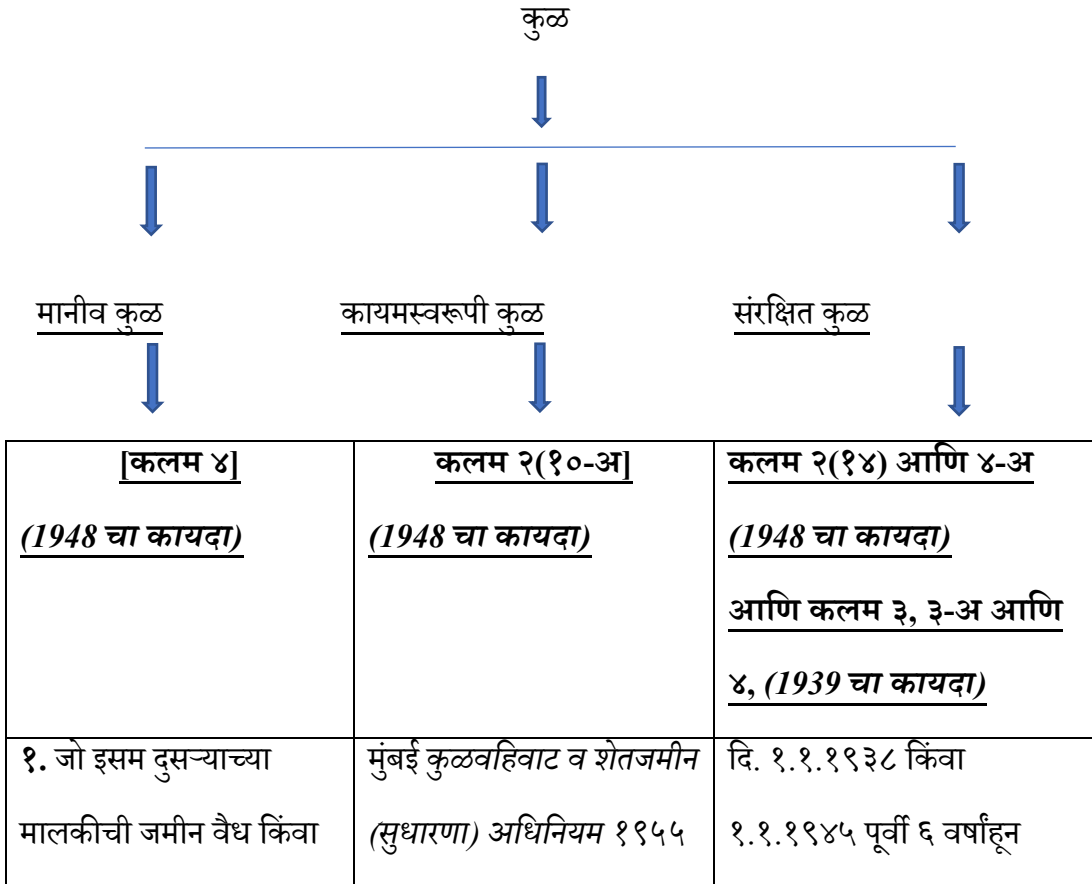 कुळ
मानीव कुळ कायमस्वरूपी कुळ संरक्षित कुळ
[कलम ४]
(1948 चा कायदा)
कलम २(१०-अ]
(1948 चा कायदा)
कलम २(१४) आणि ४-अ
(1948 चा कायदा)
आणि कलम ३, ३-अ आणि
४, (1939 चा कायदा)
१. जो इसम दुसऱ्याच्या
मालकीची जमीन वैध किंवा
मुंबई कुळवहिवाट व शेतजमीन
(सुधारणा) अधिनियम १९५५
दि. १.१.१९३८ किंवा
१.१.१९४५ पूर्वी ६ वर्षांहून